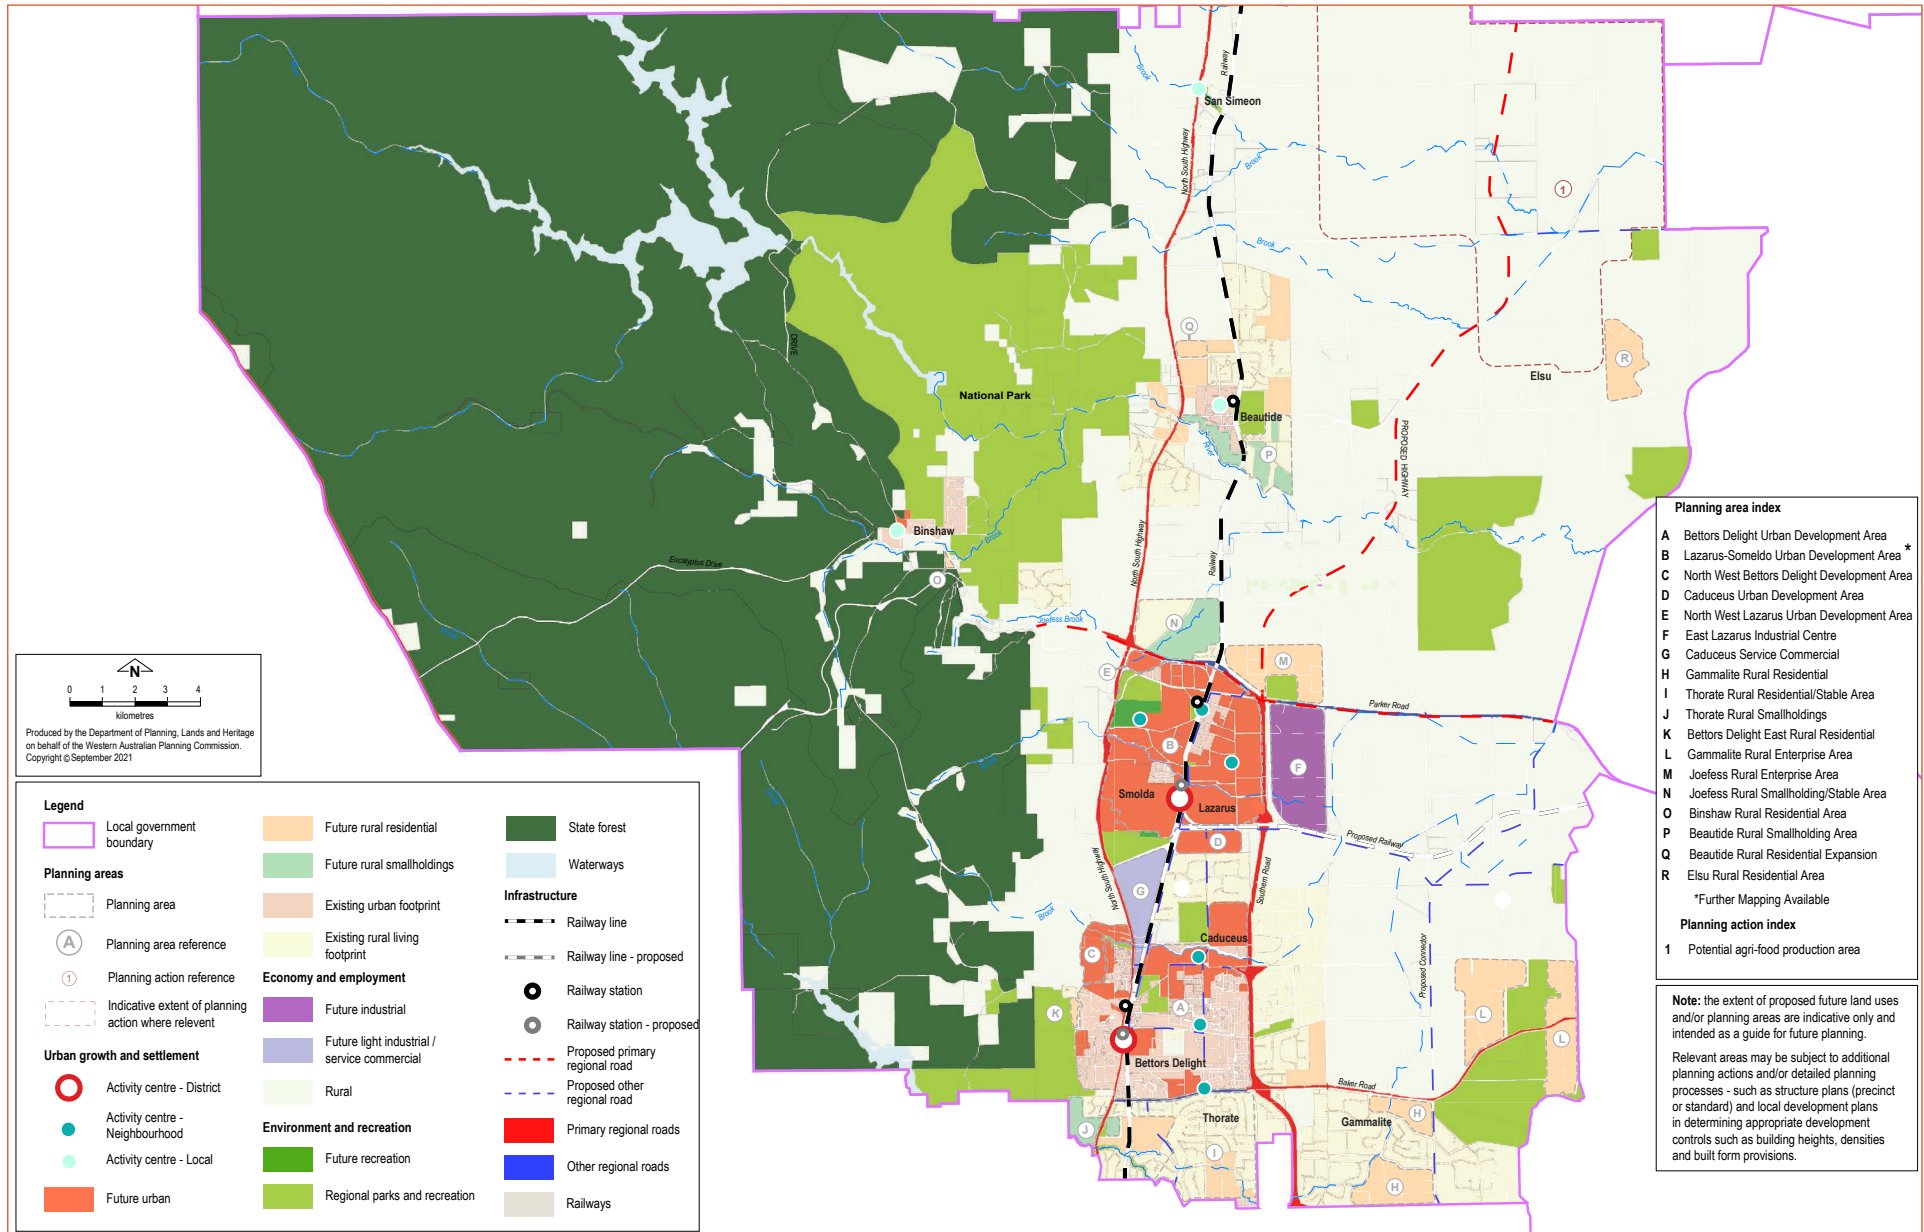 Brook
Railway
San Simeon
North South Highway
Brook
1
Brook
DRIVE
Q
R
Elsu
National Park
Beautide
PROPOSED HIGHWAY
River
P
Binshaw
Brook
Eucalyptus Drive
O
North South Highway
Railway
Joefess Brook
N
E
M
Parker Road
B
F
Smolda
Lazarus
Proposed Railway
D
North South Highway
G
Southern Road
Brook
Caduceus
C
Proposed Connector
K
A
L
L
Bettors Delight
Baker Road
Thorate
Gammalite
H
J
I
H
N
0 1 2 3 4
kilometres
Produced by the Department of Planning, Lands and Heritage
on behalf of the Western Australian Planning Commission.
Copyright © September 2021
Legend
Local government
boundary
Planning areas
Planning area
A
Planning area reference
1
Planning action reference
Indicative extent of planning
action where relevent
Urban growth and settlement
Activity centre - District
Activity centre -
Neighbourhood
Activity centre - Local
Future urban
Future rural residential
Future rural smallholdings
Existing urban footprint
Existing rural living
footprint
Economy and employment
Future industrial
Future light industrial /
service commercial
Rural
Environment and recreation
Future recreation
Regional parks and recreation
State forest
Waterways
Infrastructure
Railway line
Railway line - proposed
Railway station
Railway station - proposed
Proposed primary
regional road
Proposed other
regional road
Primary regional roads
Other regional roads
Railways
Planning area index
A Bettors Delight Urban Development Area
B Lazarus-Someldo Urban Development Area *
C North West Bettors Delight Development Area
D Caduceus Urban Development Area
E North West Lazarus Urban Development Area
F East Lazarus Industrial Centre
G Caduceus Service Commercial
H Gammalite Rural Residential
I Thorate Rural Residential/Stable Area
J Thorate Rural Smallholdings
K Bettors Delight East Rural Residential
L Gammalite Rural Enterprise Area
M Joefess Rural Enterprise Area
N Joefess Rural Smallholding/Stable Area
O Binshaw Rural Residential Area
P Beautide Rural Smallholding Area
Q Beautide Rural Residential Expansion
R Elsu Rural Residential Area
*Further Mapping Available
Planning action index
1 Potential agri-food production area
Note: the extent of proposed future land uses
and/or planning areas are indicative only and
intended as a guide for future planning.
Relevant areas may be subject to additional
planning actions and/or detailed planning
processes - such as structure plans (precinct
or standard) and local development plans
in determining appropriate development
controls such as building heights, densities
and built form provisions.